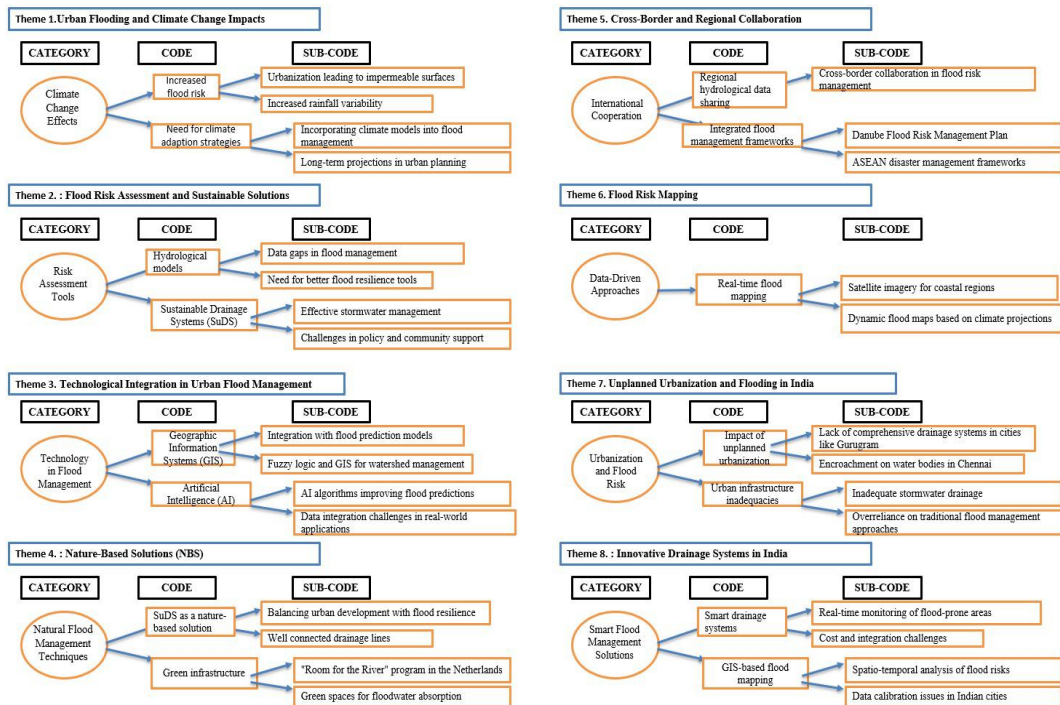 Theme 1.Urban Flooding and Climate Change Impacts
CATEGORY
CODE
SUB-CODE
Climate
Change
Effects
Increased
flood risk
Urbanization leading to impermeable surfaces
Increased rainfall variability
Need for climate
adaption strategies
Incorporating climate models into flood
management
Long-term projections in urban planning
Theme 2. : Flood Risk Assessment and Sustainable Solutions
CATEGORY
CODE
SUB-CODE
Risk
Assessment
Tools
Hydrological
models
Data gaps in flood management
Need for better flood resilience tools
Sustainable Drainage
Systems (SuDS)
Effective stormwater management
Challenges in policy and community support
Theme 3. Technological Integration in Urban Flood Management
CATEGORY
CODE
SUB-CODE
Technology
in Flood
Management
Geographic
Information
Systems (GIS)
Integration with flood prediction models
Fuzzy logic and GIS for watershed management
Artificial
Intelligence (AI)
AI algorithms improving flood predictions
Data integration challenges in real-world
applications
Theme 4. : Nature-Based Solutions (NBS)
CATEGORY
CODE
SUB-CODE
Natural Flood
Management
Techniques
SuDS as a nature-
based solution
Balancing urban development with flood resilience
Well connected drainage lines
Green infrastructure
"Room for the River" program in the Netherlands
Green spaces for floodwater absorption
Theme 5. Cross-Border and Regional Collaboration
CATEGORY
CODE
SUB-CODE
International
Cooperation
Regional
hydrological data
sharing
Cross-border collaboration in flood risk
management
Integrated flood
management frameworks
Danube Flood Risk Management Plan
ASEAN disaster management frameworks
Theme 6. Flood Risk Mapping
CATEGORY
CODE
SUB-CODE
Data-Driven
Approaches
Real-time flood
mapping
Satellite imagery for coastal regions
Dynamic flood maps based on climate projections
Theme 7. Unplanned Urbanization and Flooding in India
CATEGORY
CODE
SUB-CODE
Urbanization
and Flood
Risk
Impact of
unplanned
urbanization
Lack of comprehensive drainage systems in cities
like Gurugram
Encroachment on water bodies in Chennai
Urban infrastructure
inadequacies
Inadequate stormwater drainage
Overreliance on traditional flood management
approaches
Theme 8. : Innovative Drainage Systems in India
CATEGORY
CODE
SUB-CODE
Smart Flood
Management
Solutions
Smart drainage
systems
Real-time monitoring of flood-prone areas
Cost and integration challenges
GIS-based flood
mapping
Spatio-temporal analysis of flood risks
Data calibration issues in Indian cities